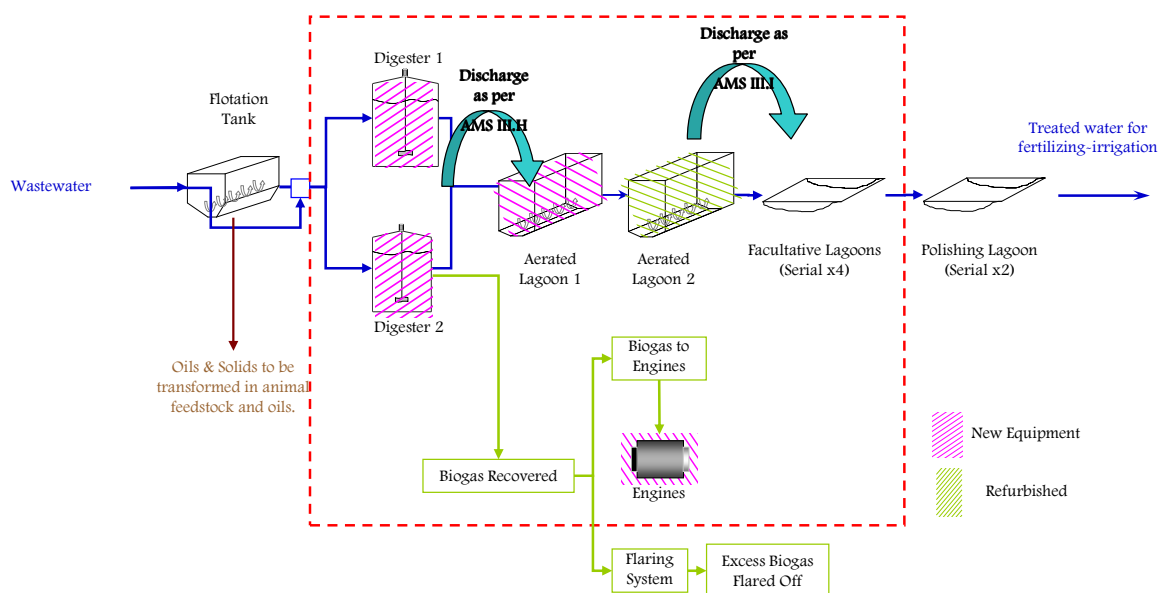 Discharge as
per
AMS III.I
Digester 1
Discharge
as per
AMS III.H
Flotation
Tank
Treated water for
fertilizing-irrigation
Wastewater
Aerated
Lagoon 1
Aerated
Lagoon 2
Facultative Lagoons
(Serial x4)
Polishing Lagoon
(Serial x2)
Digester 2
Oils & Solids to be
transformed in animal
feedstock and oils.
Biogas to
Engines
New Equipment
Biogas Recovered
Engines
Refurbished
Flaring
System
Excess Biogas
Flared Off